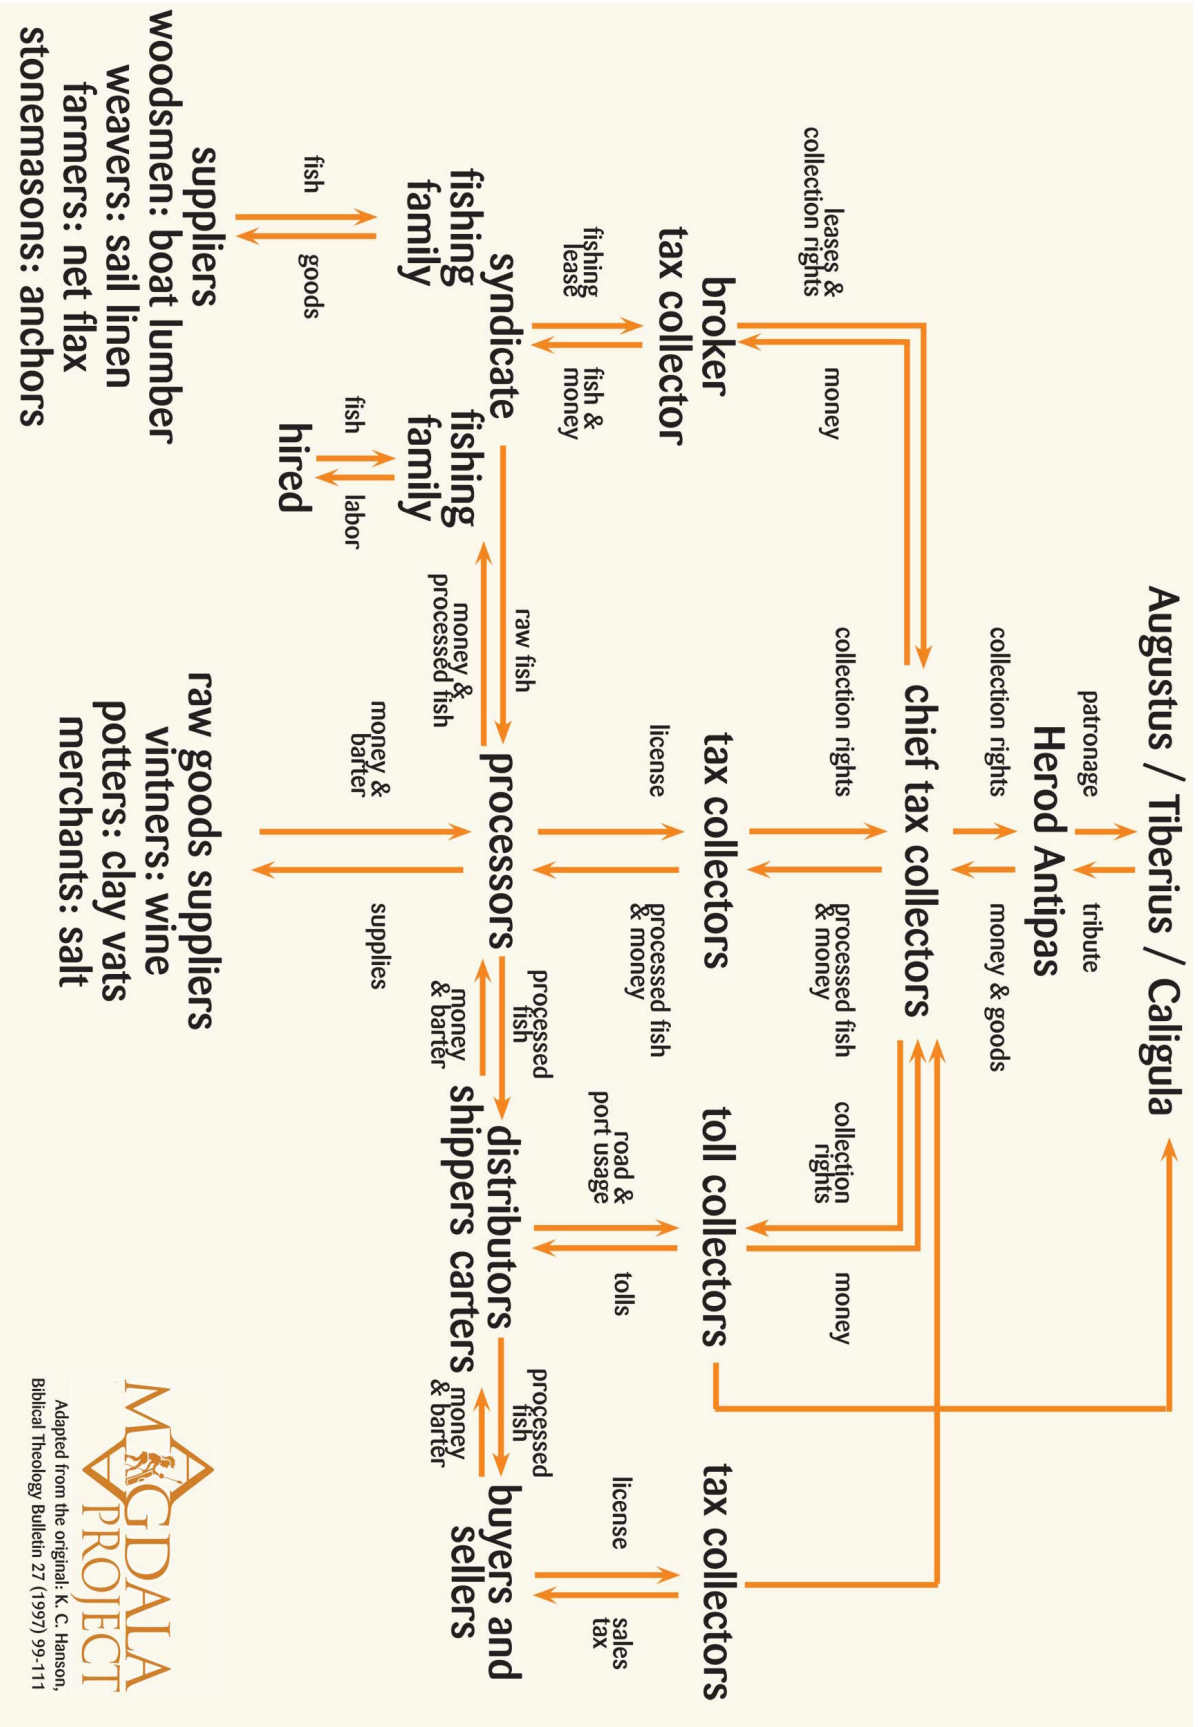 Augustus / Tiberius / Caligula
patronage
tribute
Herod Antipas
collection rights
money & goods
chief tax collectors
leases &
collection rights
money
collection rights
processed fish
& money
collection
rights
money
broker
tax collector
tax collectors
toll collectors
tax collectors
fishing
lease
fish &
money
license
processed fish
& money
road &
port usage
tolls
license
sales
tax
syndicate
fishing
family
fishing
family
raw fish
money &
processed fish
processors
processed
fish
money
& barter
distributors
shippers carters
processed
fish
money
& barter
buyers and
sellers
fish
goods
fish
labor
hired
money &
barter
supplies
suppliers
woodsmen: boat lumber
weavers: sail linen
farmers: net flax
stonemasons: anchors
raw goods suppliers
vintners: wine
potters: clay vats
merchants: salt
MAGDALA
PROJECT
Adapted from the original: K. C. Hanson,
Biblical Theology Bulletin 27 (1997) 99-111